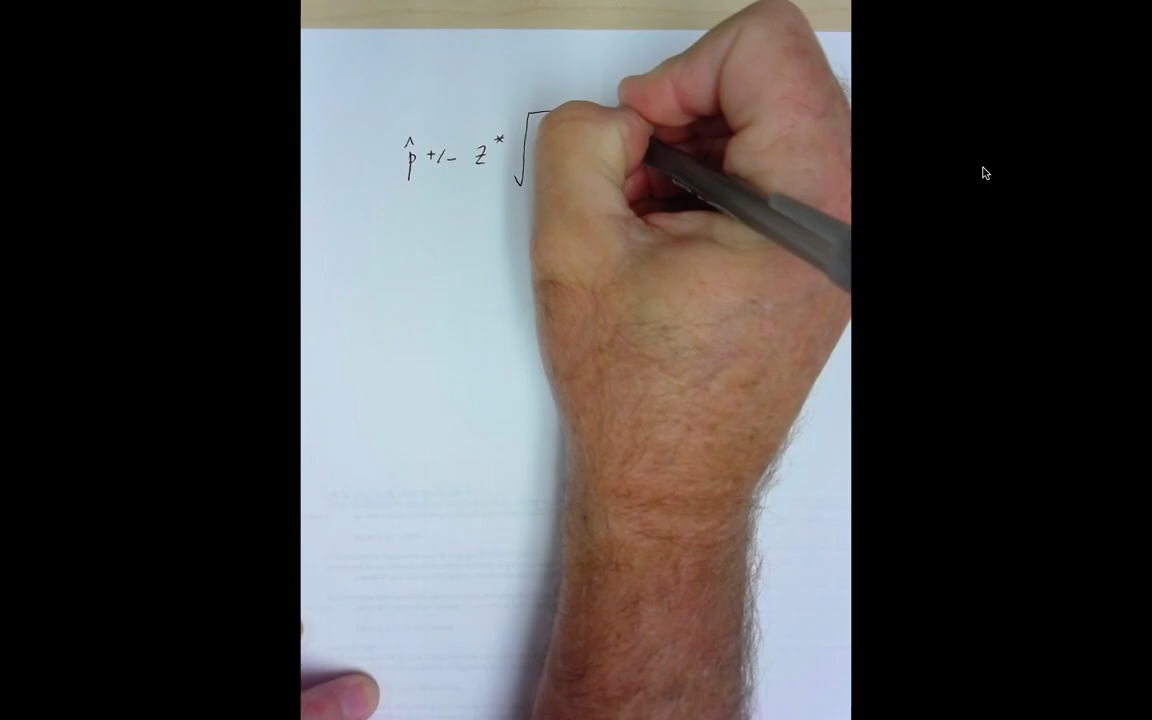 p̂ +/- z* √